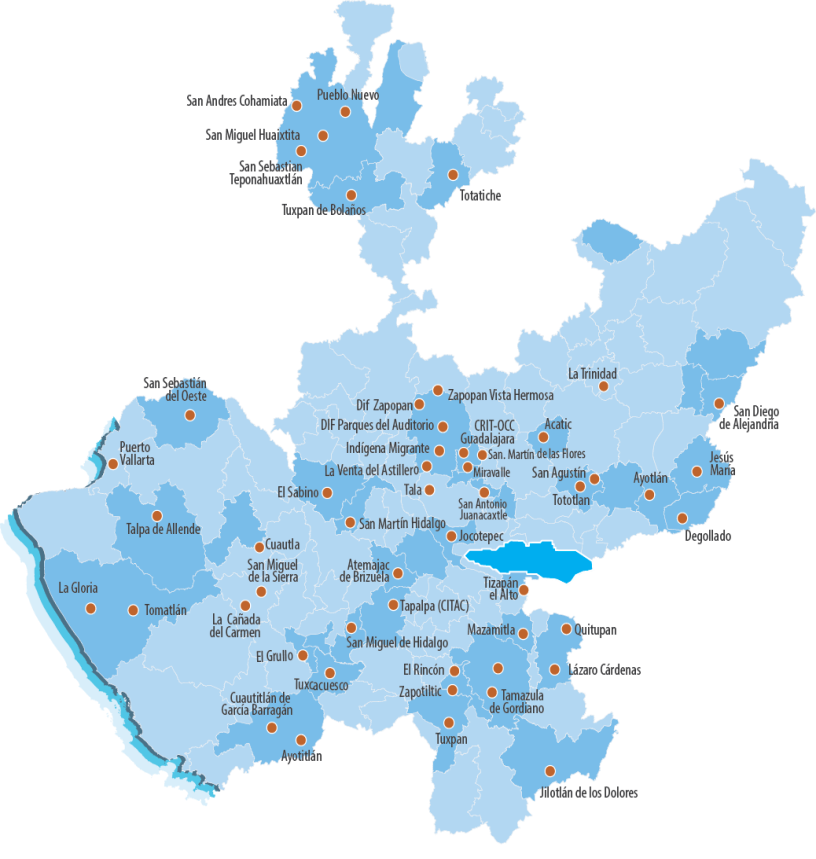 San Andres Cohamiata
Pueblo Nuevo
San Miguel Huaixtita
San Sebastian
Teponahuaxtlán
Tuxpan de Bolaños
Totatiche
La Trinidad
San Sebastián
del Oeste
Zapopan Vista Hermosa
Dif Zapopan
San Diego
de Alejandria
DIF Parques del Auditorio
CRIT-OCC
Guadalajara
Acatic
Puerto
Vallarta
Indígena Migrante
San. Martín de las Flores
La Venta del Astillero
Miravalle
San Agustín
Jesús
María
El Sabino
Tala
San Antonio
Juanacaxtle
Tototlan
Ayotlán
Talpa de Allende
San Martín Hidalgo
Jocotepec
Degollado
Cuautla
San Miguel
de la Sierra
Atemajac
de Brizuela
La Gloria
Tomatlán
Tizapán
el Alto
La Cañada
del Carmen
Tapalpa (CITAC)
San Miguel de Hidalgo
Mazamitla
Quitupan
El Grullo
Tuxcacuesco
El Rincón
Lázaro Cárdenas
Zapotiltic
Tamazula
de Gordiano
Cuautitlán de
García Barragán
Ayotitlán
Tuxpan
Jilotlán de los Dolores